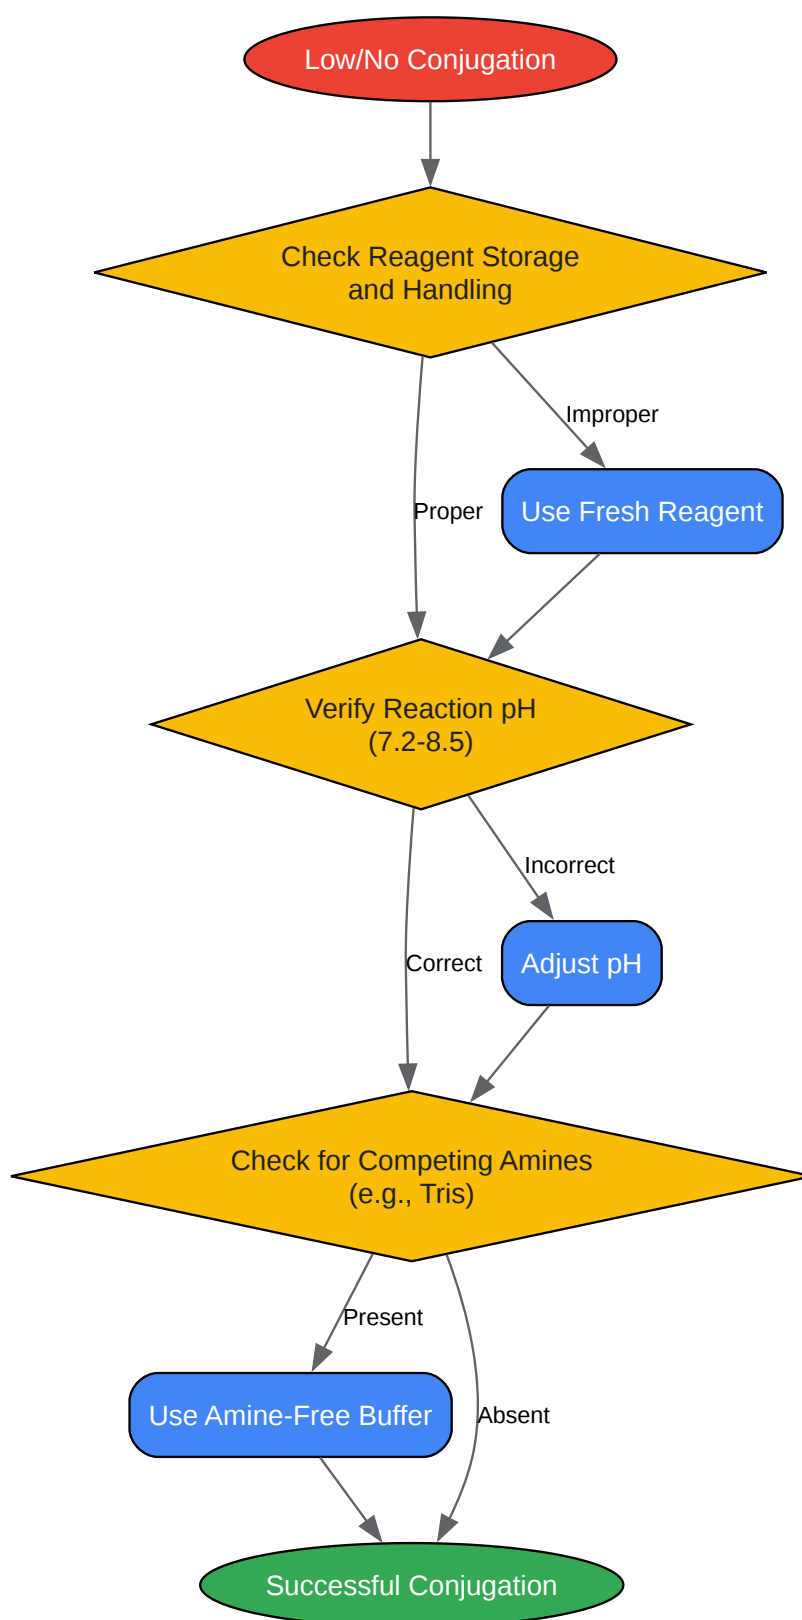 Low/No Conjugation
Check Reagent Storage
and Handling
Improper
Proper
Use Fresh Reagent
Verify Reaction pH
(7.2-8.5)
Incorrect
Correct
Adjust pH
Check for Competing Amines
(e.g., Tris)
Present
Use Amine-Free Buffer
Absent
Successful Conjugation